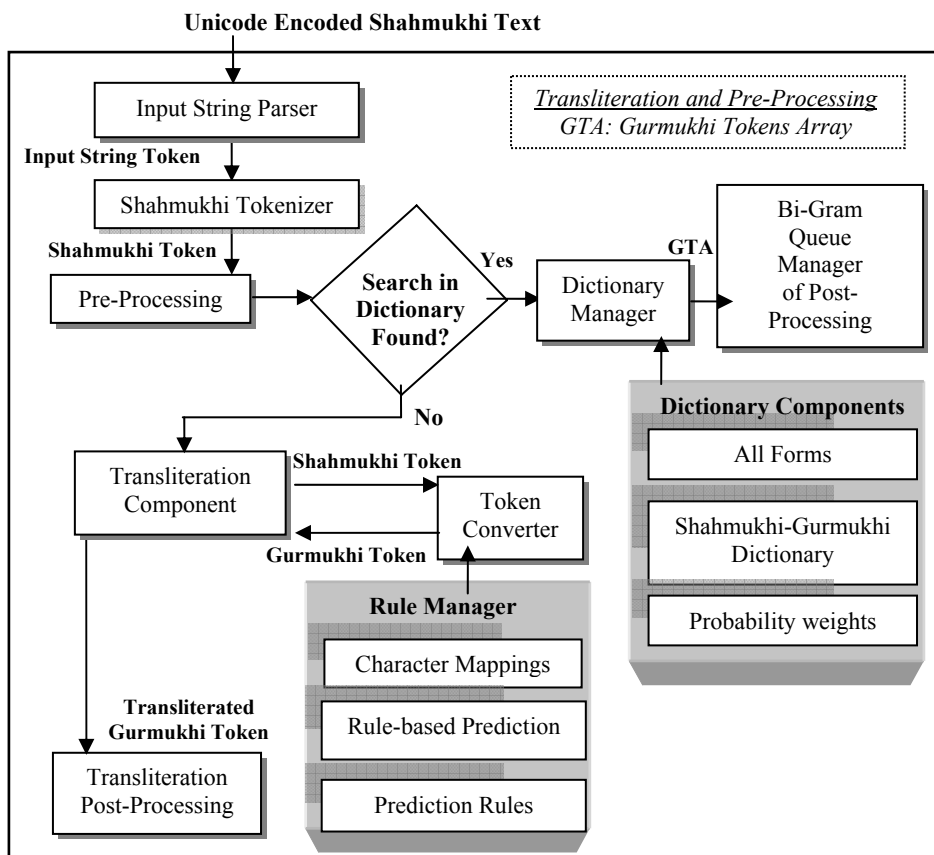 Unicode Encoded Shahmukhi Text
Input String Parser
Transliteration and Pre-Processing
GTA: Gurmukhi Tokens Array
Input String Token
Shahmukhi Tokenizer
Shahmukhi Token
Pre-Processing
Search in
Dictionary
Found?
Yes
Dictionary
Manager
GTA
Bi-Gram
Queue
Manager
of Post-
Processing
No
Dictionary Components
All Forms
Shahmukhi-Gurmukhi
Dictionary
Probability weights
Transliteration
Component
Shahmukhi Token
Gurmukhi Token
Token
Converter
Rule Manager
Character Mappings
Rule-based Prediction
Prediction Rules
Transliterated
Gurmukhi Token
Transliteration
Post-Processing